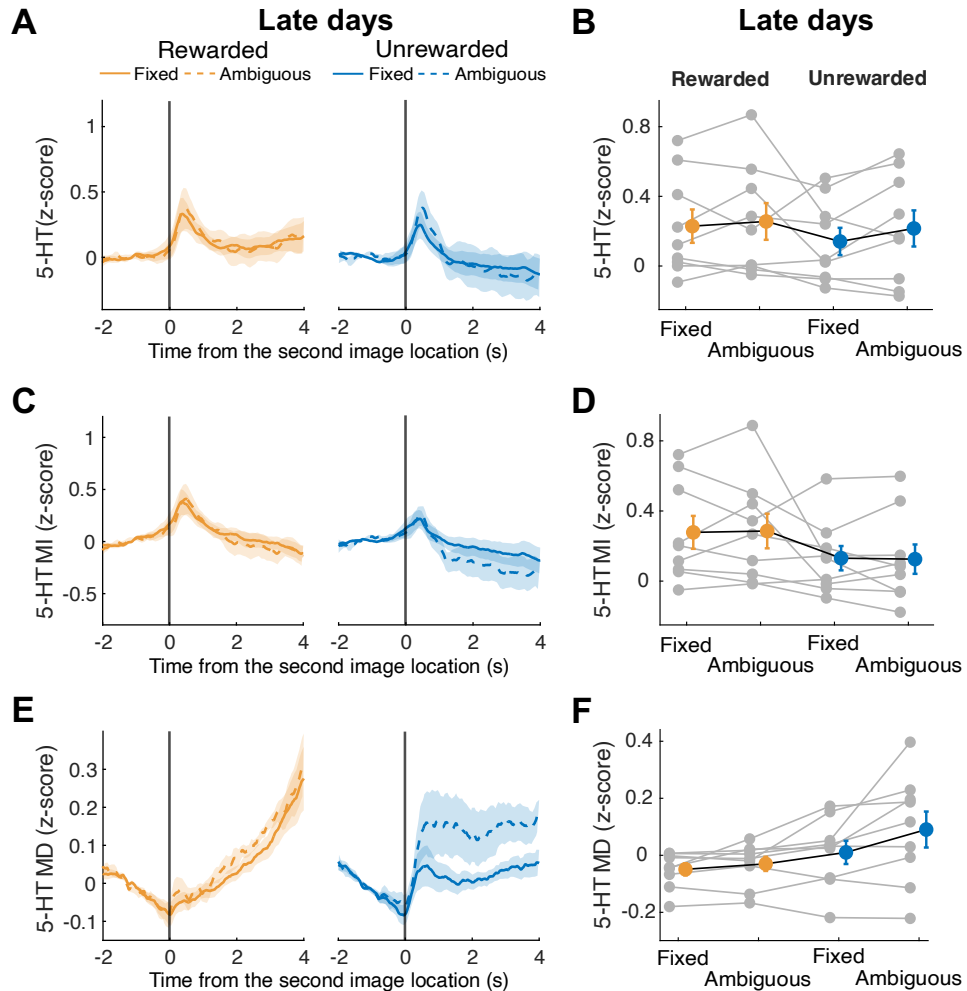 A
Late days
B
Late days
Rewarded
Unrewarded
Fixed
Ambiguous
Fixed
Ambiguous
Rewarded
Unrewarded
5-HT(z-score)
1
0.5
0
-2
0
2
4
-2
0
2
4
Time from the second image location (s)
5-HT(z-score)
0.8
0.4
0
Fixed
Ambiguous
Fixed
Ambiguous
C
D
5-HTMI (z-score)
1
0.5
0
-0.5
-2
0
2
4
-2
0
2
4
Time from the second image location (s)
5-HTMI (z-score)
0.8
0.4
0
Fixed
Ambiguous
Fixed
Ambiguous
E
F
5-HT MD (z-score)
0.3
0.2
0.1
0
-0.1
-2
0
2
4
-2
0
2
4
Time from the second image location (s)
5-HT MD (z-score)
0.4
0.2
0
-0.2
Fixed
Ambiguous
Fixed
Ambiguous